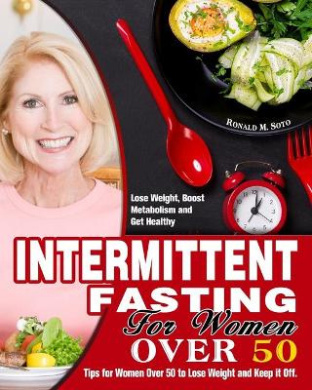 RONALD M. SOTO
Lose Weight, Boost
Metabolism and
Get Healthy
INTERMITTENT
FASTING
For Women
OVER 50
Tips for Women Over 50 to Lose Weight and Keep it Off.